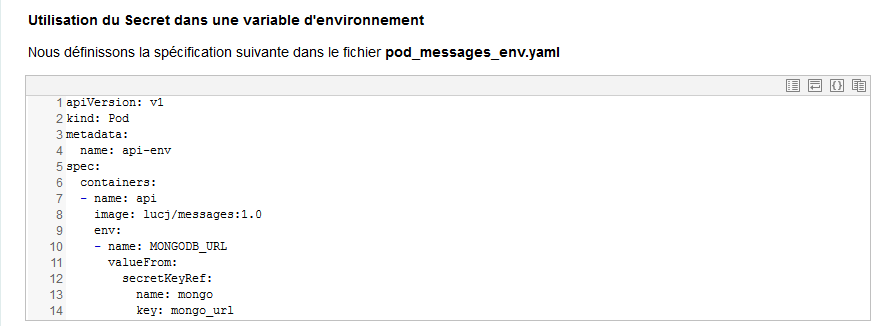 Utilisation du Secret dans une variable d'environnement
Nous définissons la spécification suivante dans le fichier pod_messages_env.yaml
1 apiVersion: v1
2 kind: Pod
3 metadata:
4   name: api-env
5 spec:
6   containers:
7   - name: api
8     image: lucj/messages:1.0
9     env:
10     - name: MONGODB_URL
11       valueFrom:
12         secretKeyRef:
13           name: mongo
14           key: mongo_url